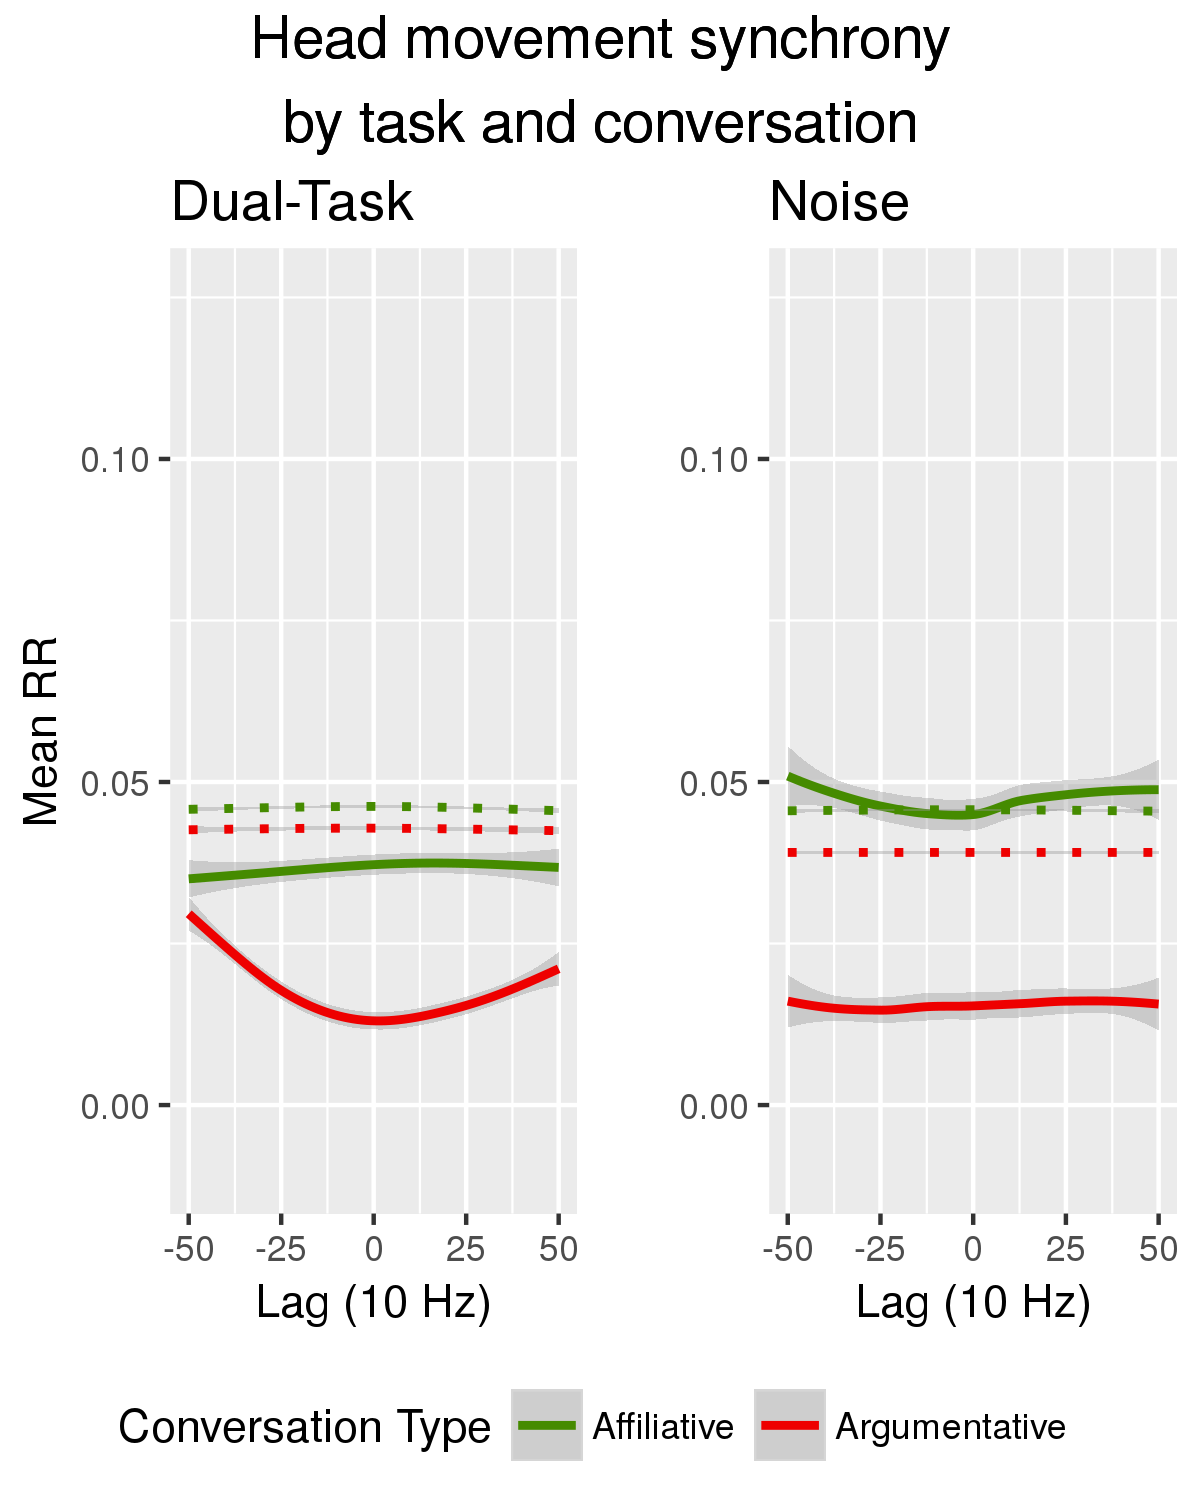 Head movement synchrony
by task and conversation
Dual-Task
Noise
Mean RR
0.10
0.05
0.00
0.10
0.05
0.00
-50 -25 0 25 50
-50 -25 0 25 50
Lag (10 Hz)
Lag (10 Hz)
Conversation Type Affiliative Argumentative